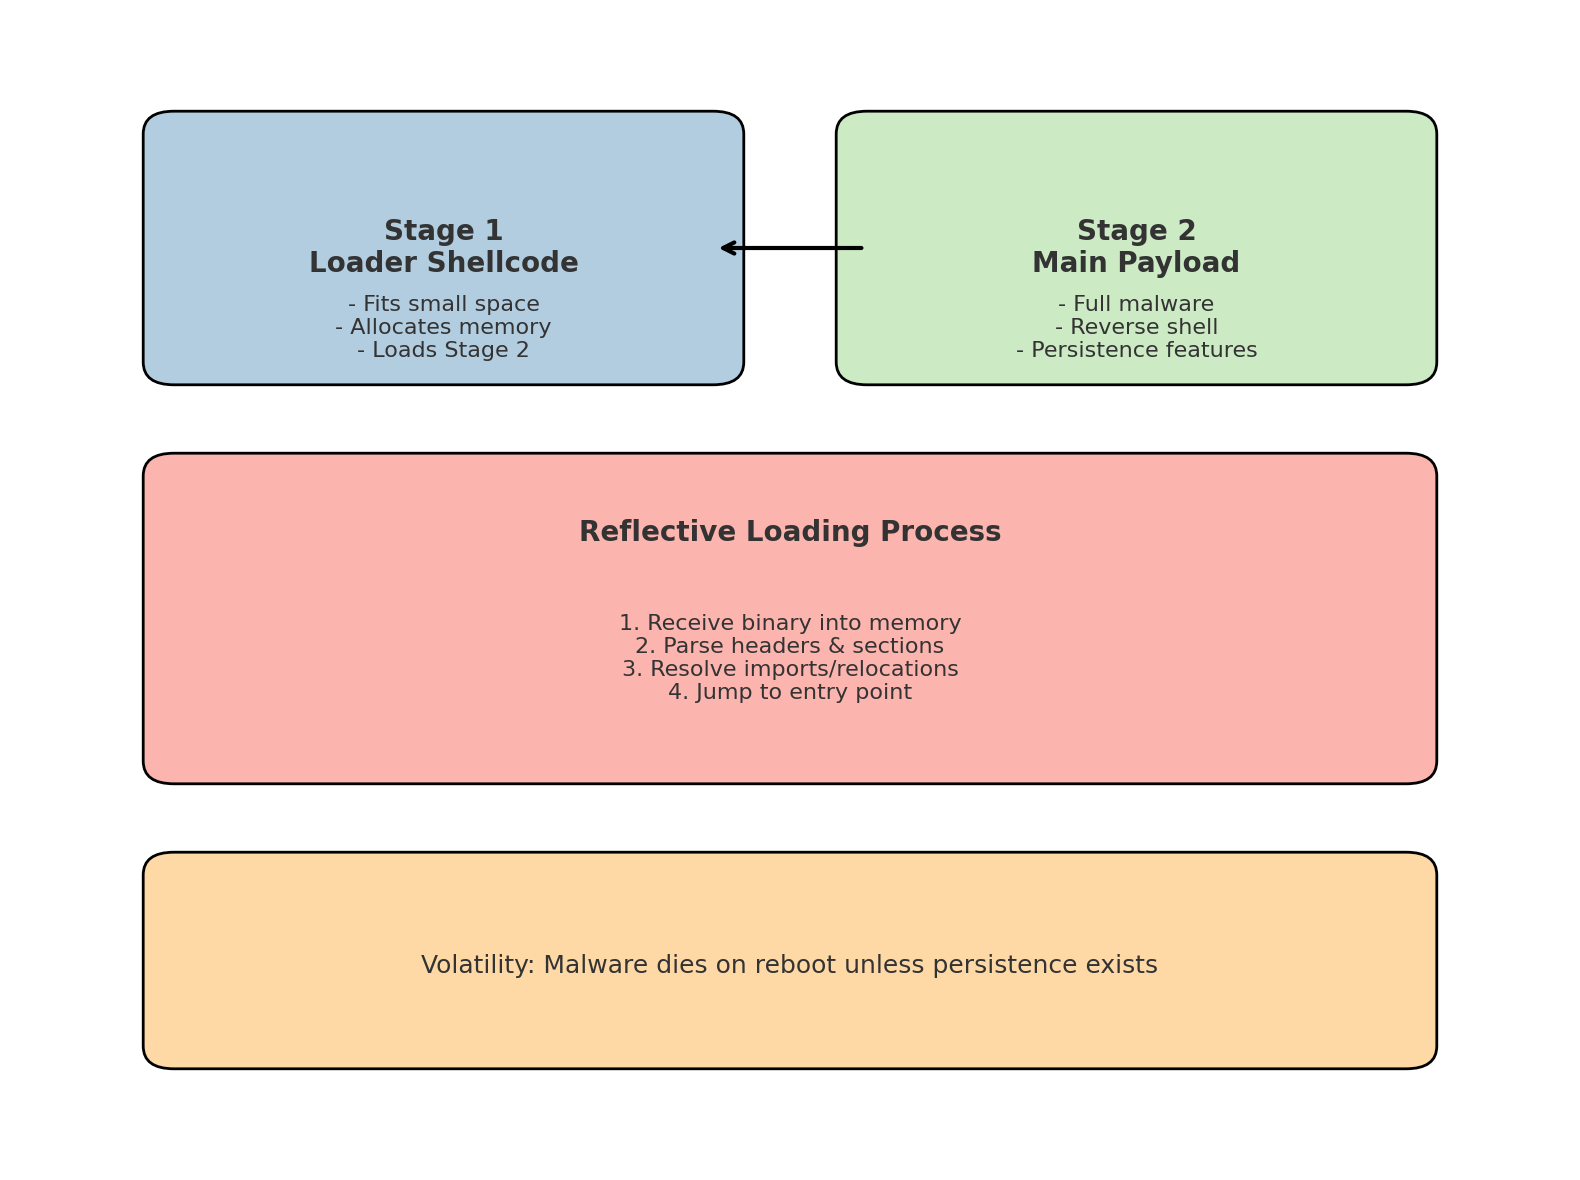 Stage 1
Loader Shellcode
- Fits small space
- Allocates memory
- Loads Stage 2
Stage 2
Main Payload
- Full malware
- Reverse shell
- Persistence features
Reflective Loading Process
1. Receive binary into memory
2. Parse headers & sections
3. Resolve imports/relocations
4. Jump to entry point
Volatility: Malware dies on reboot unless persistence exists